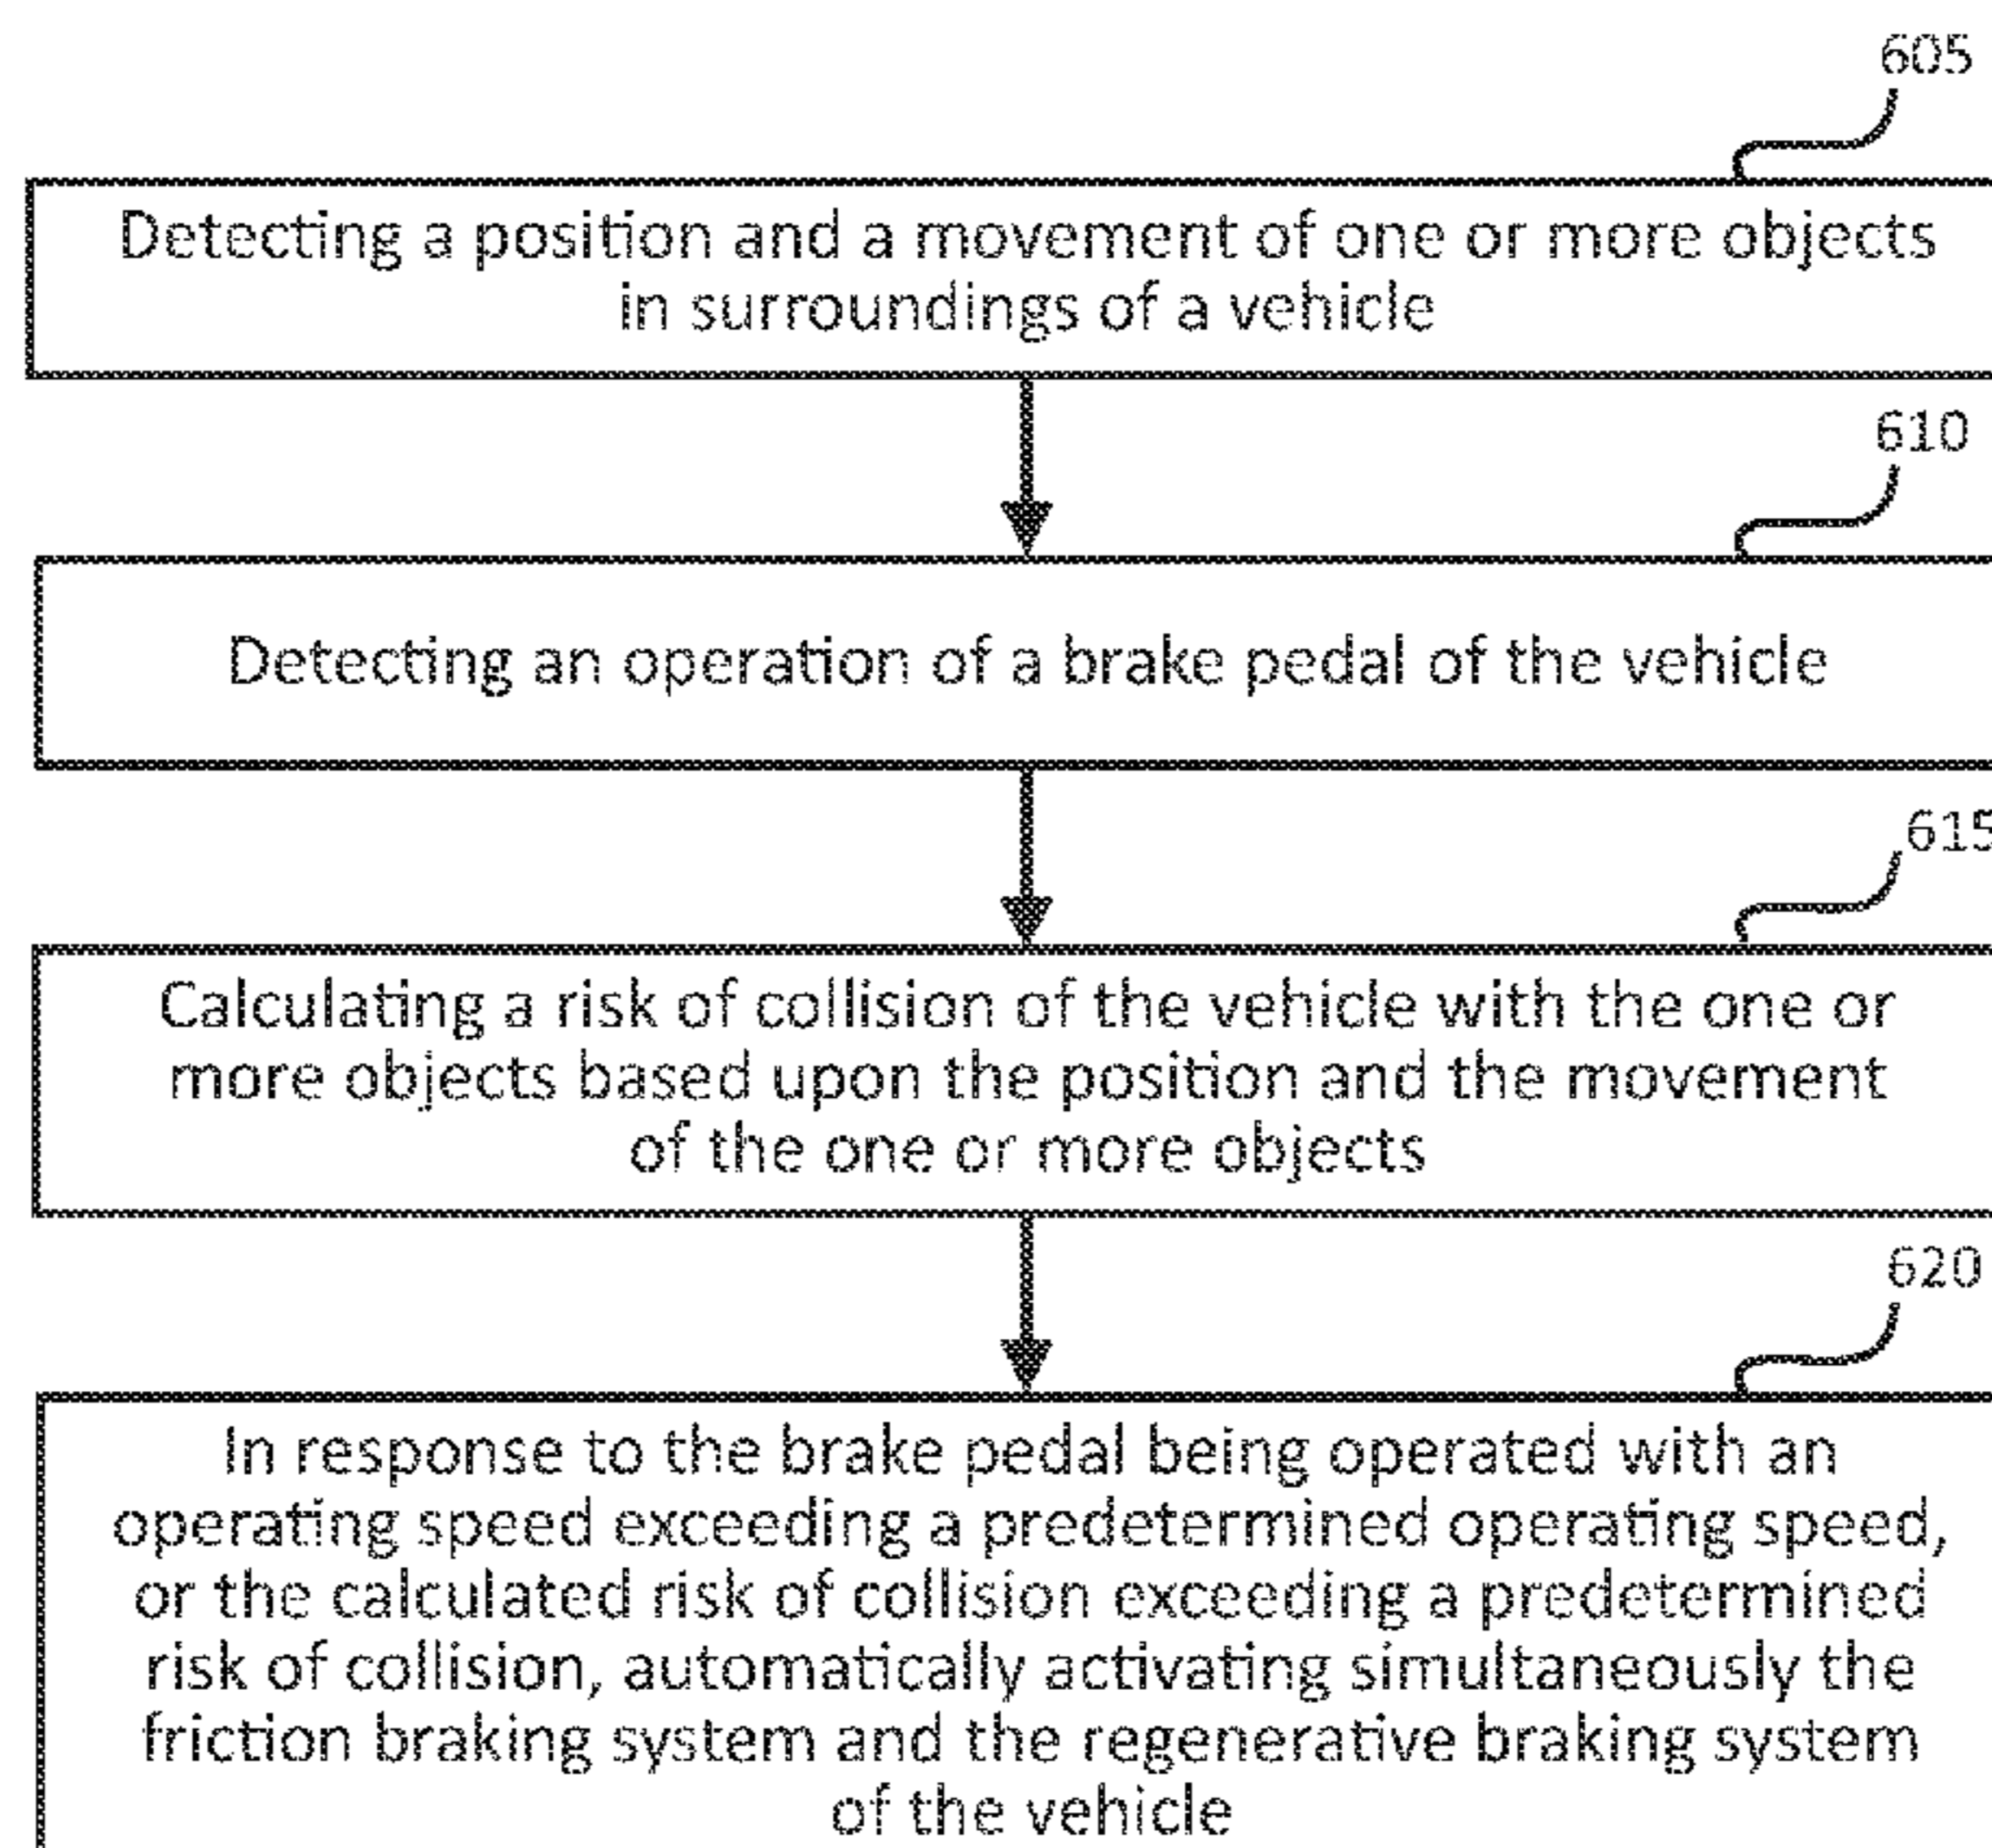 605
Detecting a position and a movement of one or more objects
in surroundings of a vehicle
610
Detecting an operation of a brake pedal of the vehicle
615
Calculating a risk of collision of the vehicle with the one or
more objects based upon the position and the movement
of the one or more objects
620
In response to the brake pedal being operated with an
operating speed exceeding a predetermined operating speed,
or the calculated risk of collision exceeding a predetermined
risk of collision, automatically activating simultaneously the
friction braking system and the regenerative braking system
of the vehicle